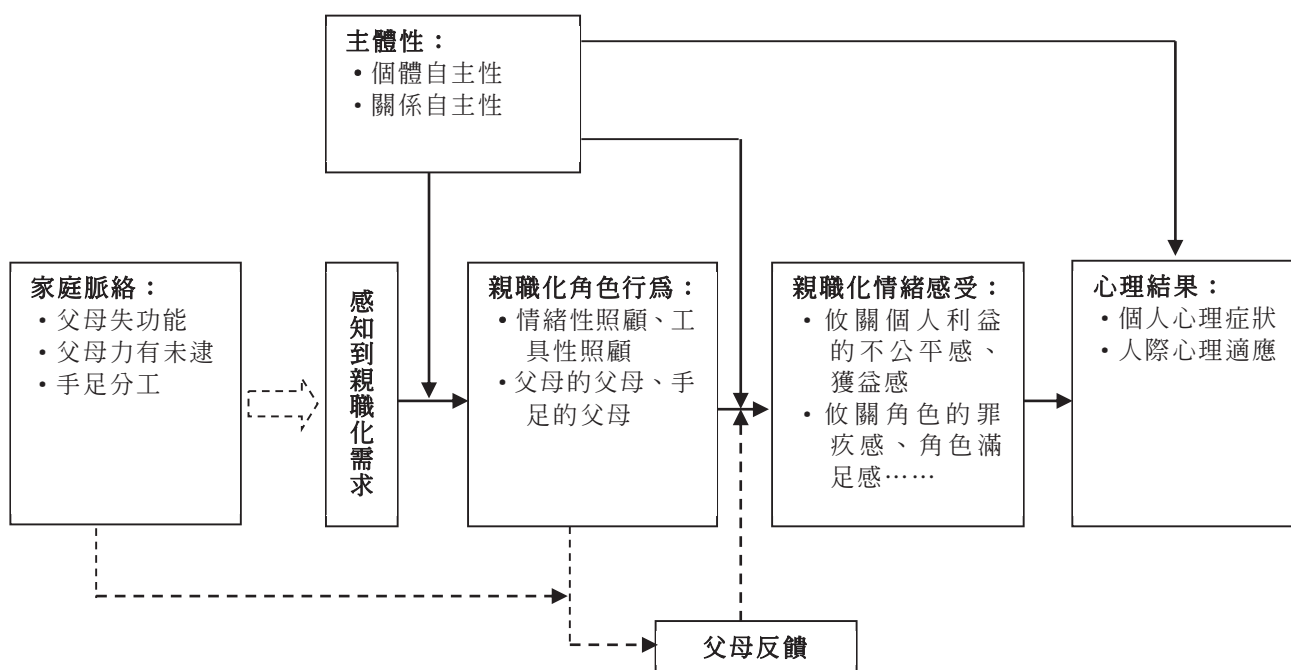 主體性：
•個體自主性
•關係自主性
家庭脈絡：
•父母失功能
•父母力有未逮
•手足分工
感知到親職化需求
親職化角色行爲：
•情緒性照顧、工
具性照顧
•父母的父母、手
足的父母
親職化情緒感受：
•攸關個人利益
的不公平感、
獲益感
•攸關角色的罪
疚感、角色滿
足感……
心理結果：
•個人心理症狀
•人際心理適應
父母反饋